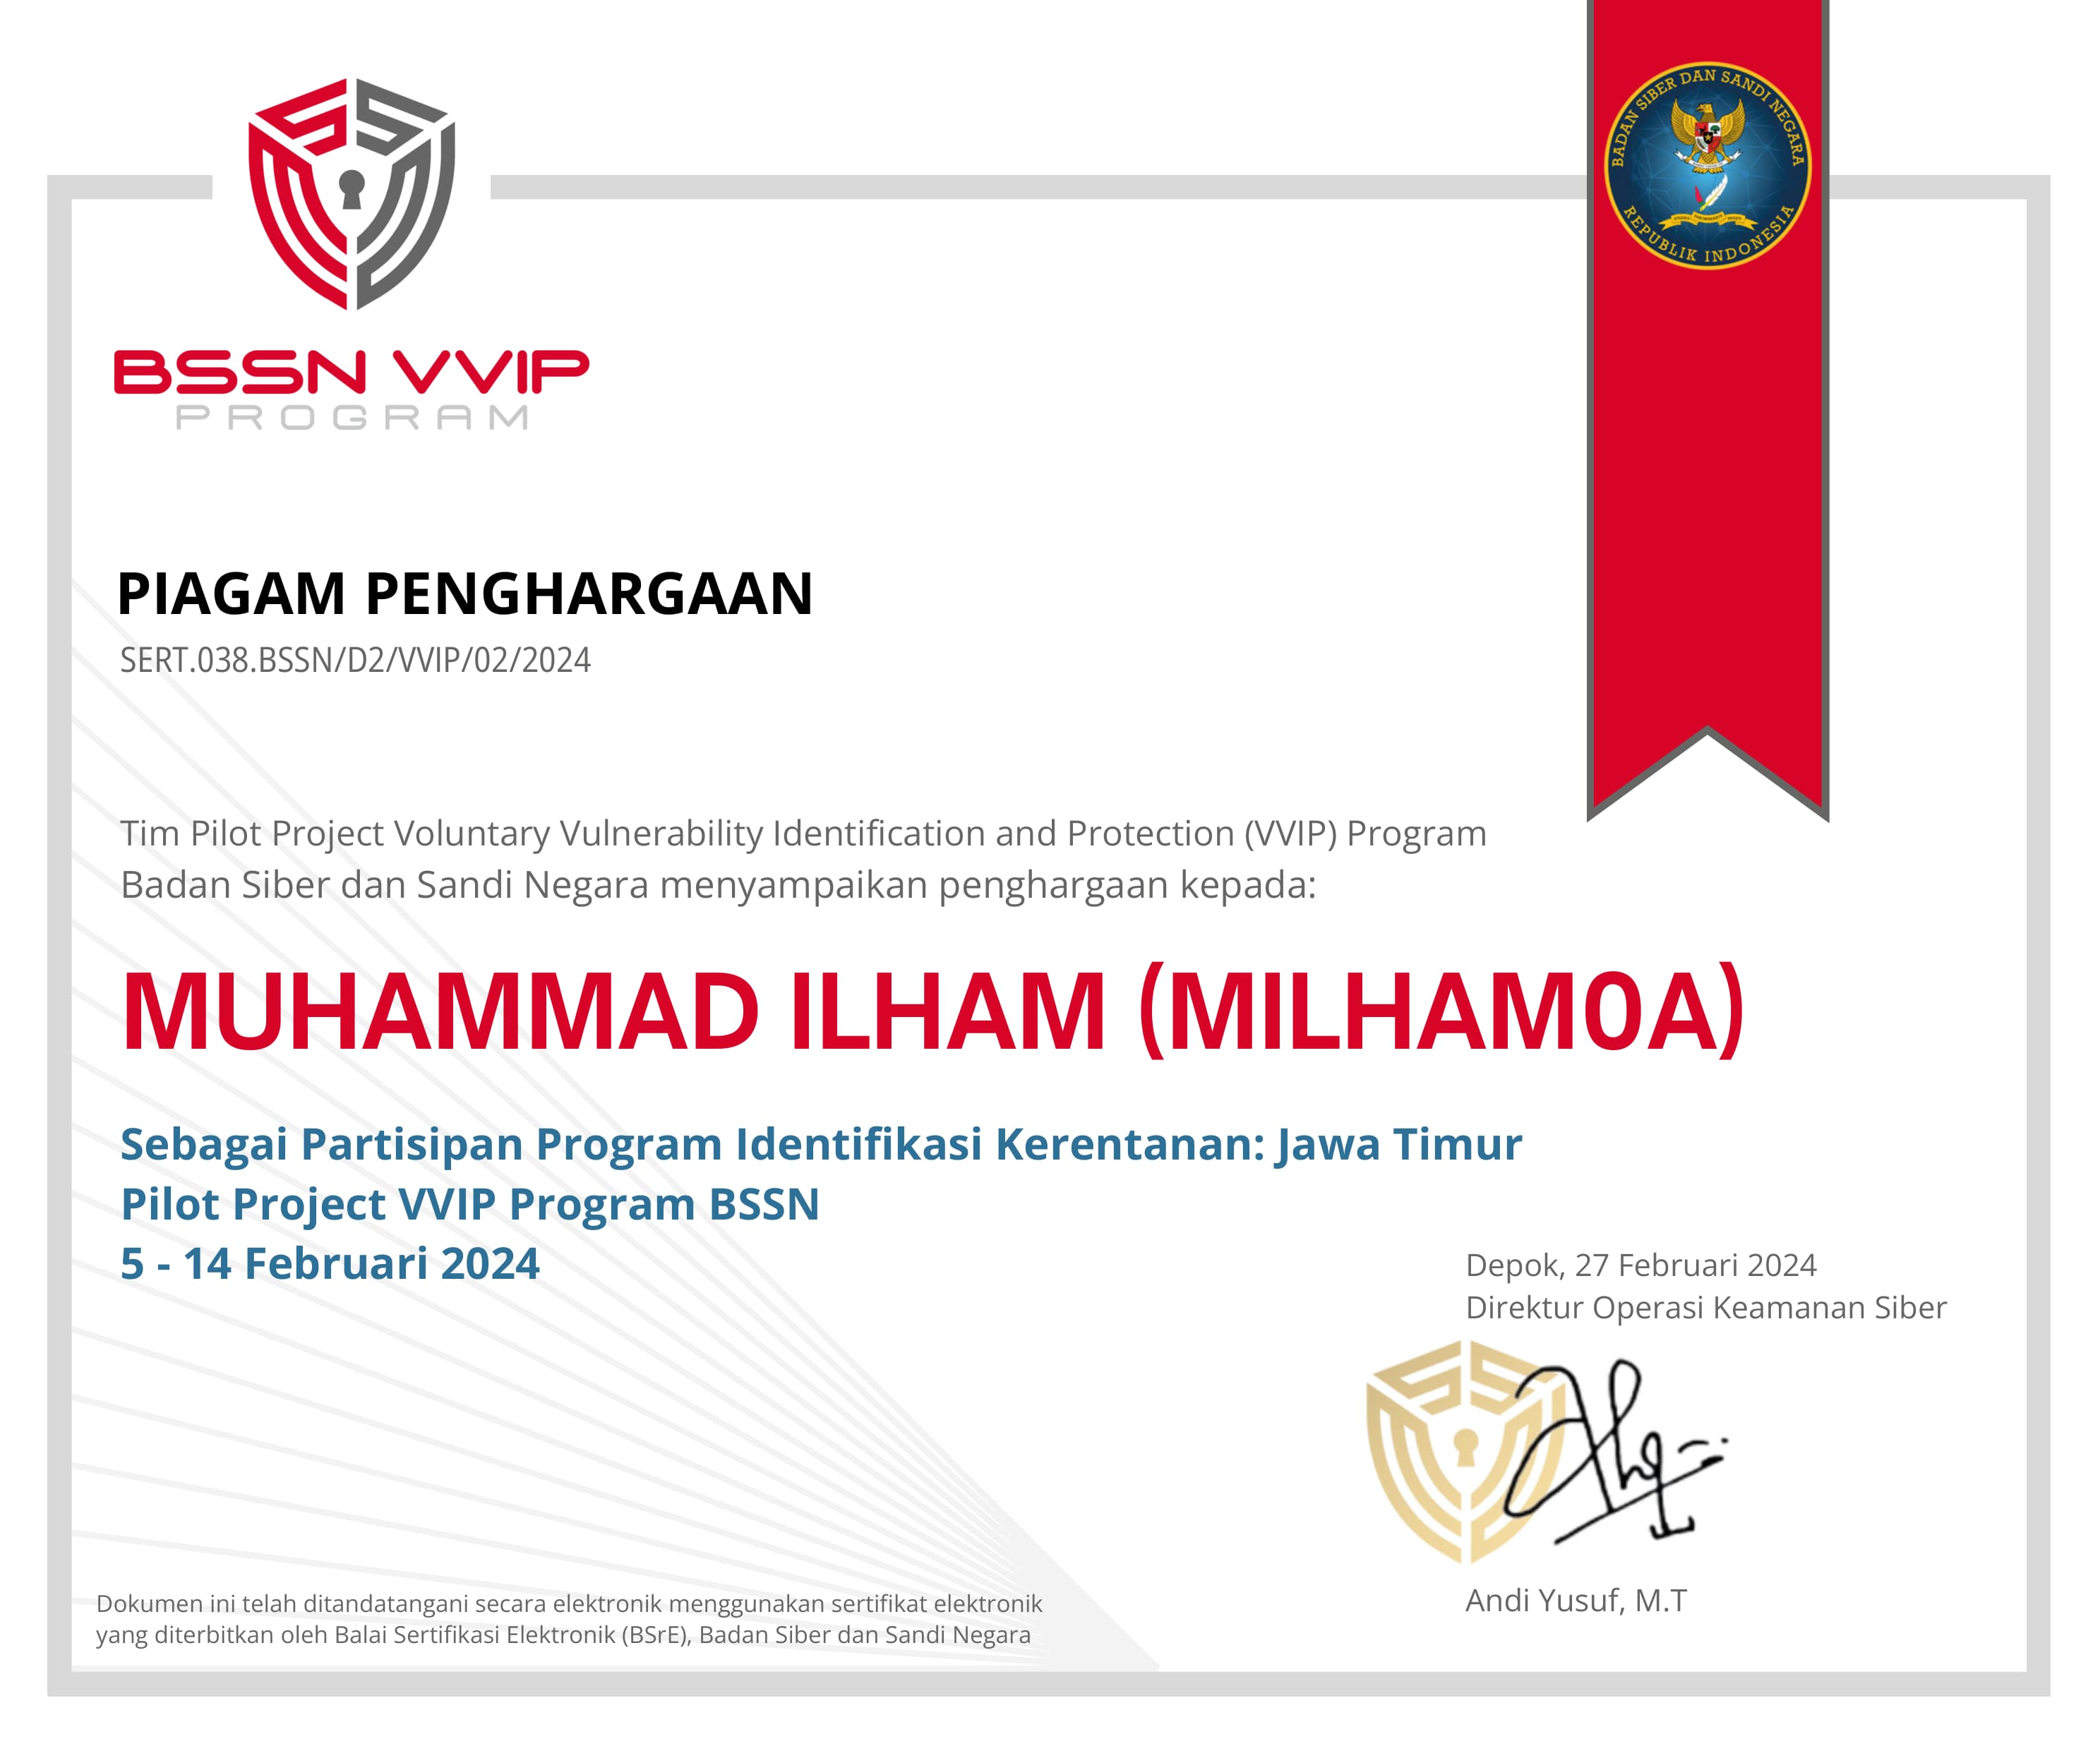 BADAN SIBER DAN SANDI NEGARA
REPUBLIK INDONESIA
BSSN VVIP
PROGRAM
PIAGAM PENGHARGAAN
SERT.038.BSSN/D2/VVIP/02/2024
Tim Pilot Project Voluntary Vulnerability Identification and Protection (VVIP) Program
Badan Siber dan Sandi Negara menyampaikan penghargaan kepada:
MUHAMMAD ILHAM (MILHAM0A)
Sebagai Partisipan Program Identifikasi Kerentanan: Jawa Timur
Pilot Project VVIP Program BSSN
5 - 14 Februari 2024
Depok, 27 Februari 2024
Direktur Operasi Keamanan Siber
Andi Yusuf, M.T
Dokumen ini telah ditandatangani secara elektronik menggunakan sertifikat elektronik
yang diterbitkan oleh Balai Sertifikasi Elektronik (BSrE), Badan Siber dan Sandi Negara